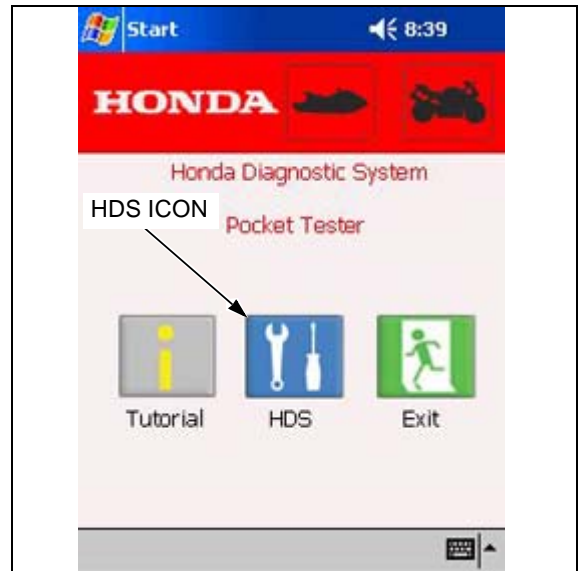 Start 8:39
HONDA
Honda Diagnostic System
HDS ICON
Pocket Tester
Tutorial HDS Exit